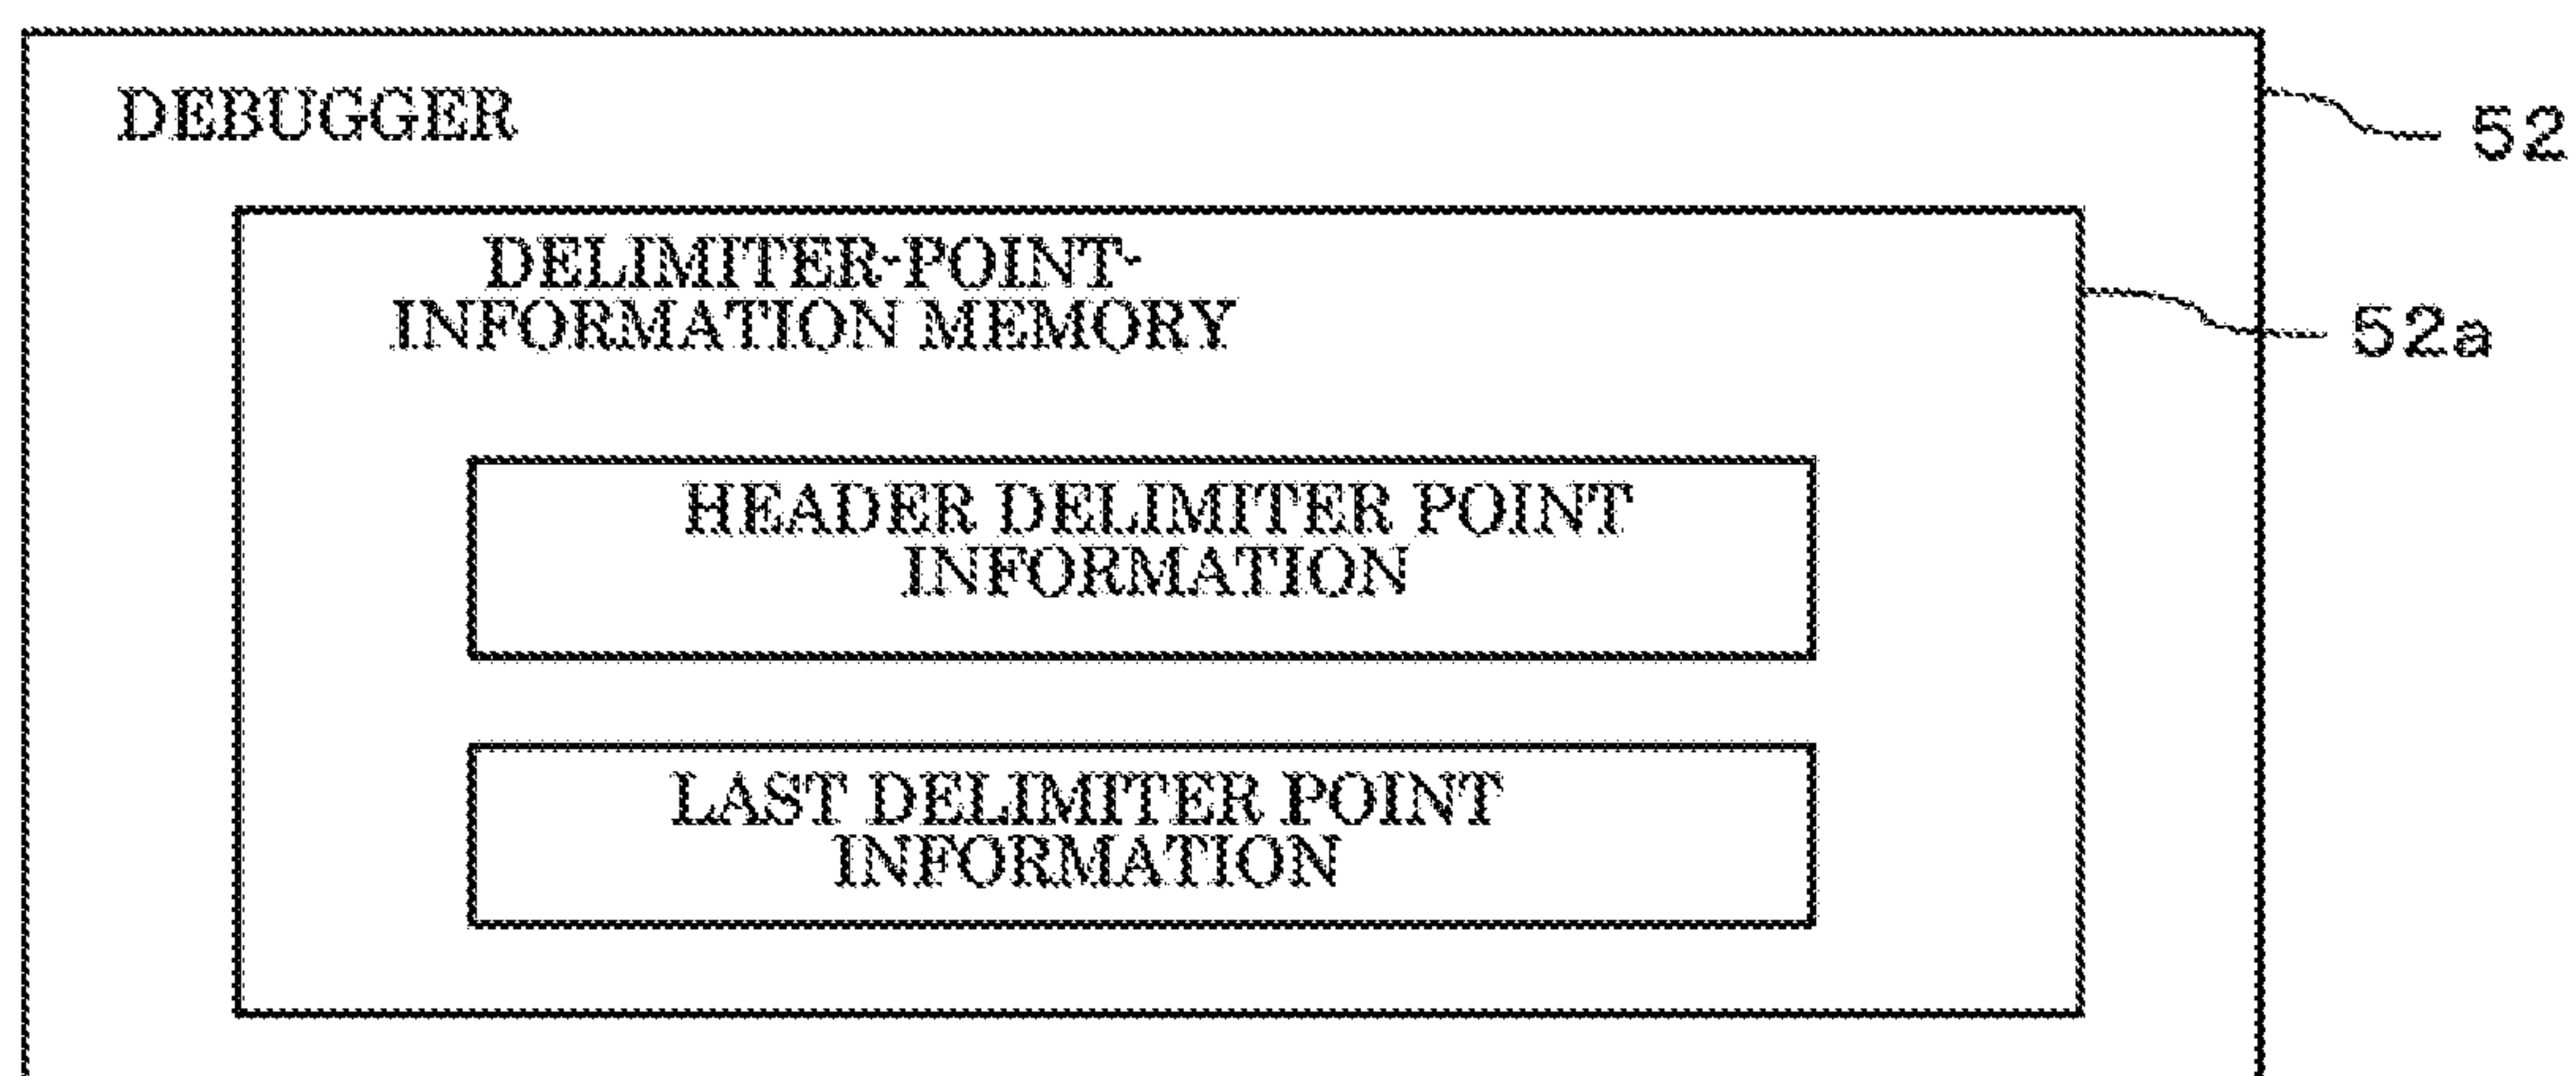 DEBUGGER
52
DELIMITER-POINT-
INFORMATION MEMORY
52a
HEADER DELIMITER POINT
INFORMATION
LAST DELIMITER POINT
INFORMATION